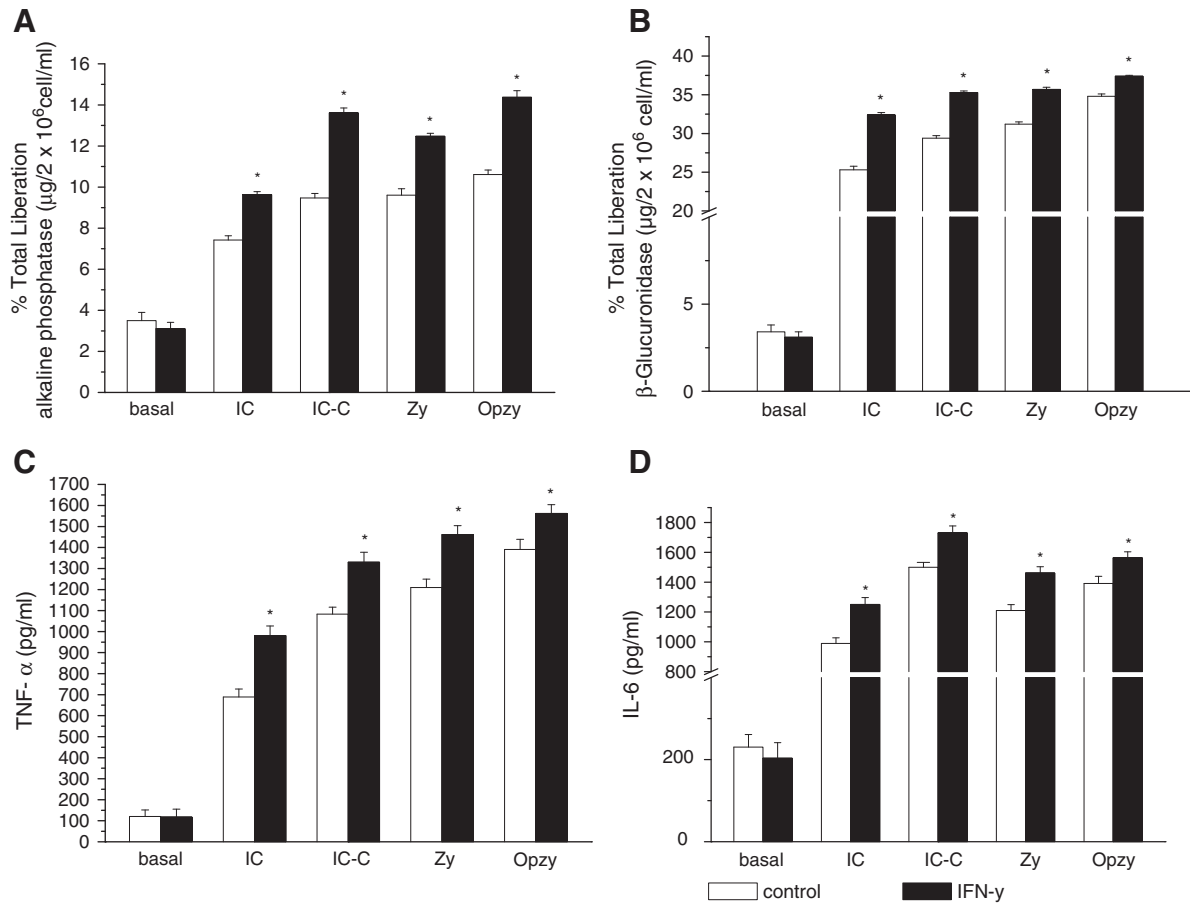 A
% Total Liberation
alkaline phosphatase (μg/2 x 10⁶cell/ml)
16
14
12
10
8
6
4
2
0
* * * *
basal IC IC-C Zy Opzy
B
% Total Liberation
β-Glucuronidase (μg/2 x 10⁶ cell/ml)
40
35
30
25
20
5
0
* * * *
basal IC IC-C Zy Opzy
C
TNF- α (pg/ml)
1700
1600
1500
1400
1300
1200
1100
1000
900
800
700
600
500
400
300
200
100
0
* * * *
basal IC IC-C Zy Opzy
D
IL-6 (pg/ml)
1800
1600
1400
1200
1000
800
200
0
* * * *
basal IC IC-C Zy Opzy
control IFN-y